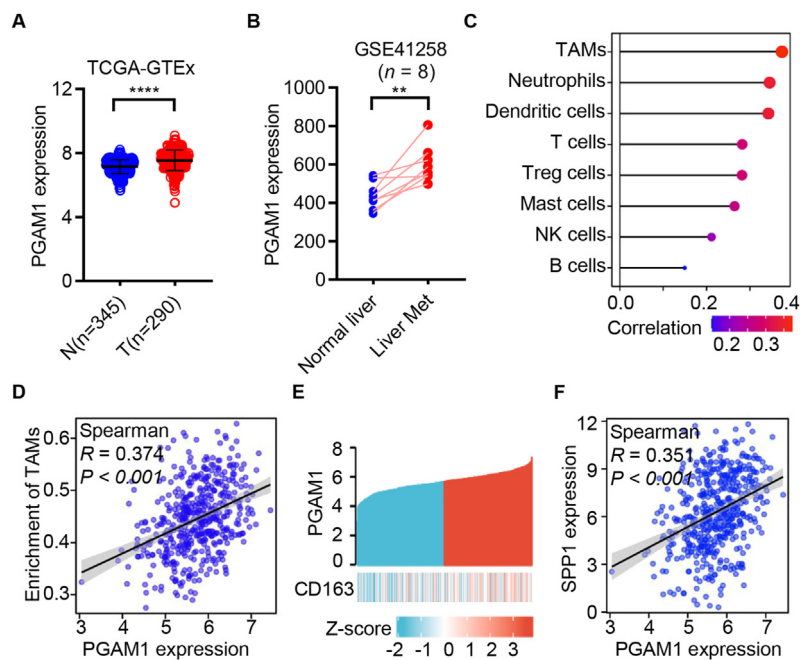 A
TCGA-GTEx
****
PGAM1 expression
12
8
4
0
N(n=345)
T(n=290)
B
GSE41258
(n = 8)
**
PGAM1 expression
1000
800
600
400
200
0
Normal liver
Liver Met
C
TAMs
Neutrophils
Dendritic cells
T cells
Treg cells
Mast cells
NK cells
B cells
0.0 0.2 0.4
Correlation
0.2 0.3
D
Spearman
R = 0.374
P < 0.001
Enrichment of TAMs
0.6
0.5
0.4
0.3
3 4 5 6 7
PGAM1 expression
E
PGAM1
8
6
4
2
0
CD163
Z-score
-2 -1 0 1 2 3
F
Spearman
R = 0.351
P < 0.001
SPP1 expression
12
9
6
3
0
3 4 5 6 7
PGAM1 expression